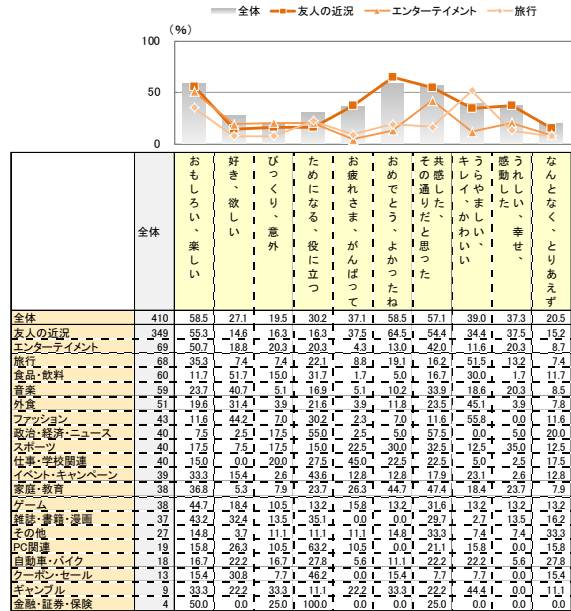 全体 友人の近況 エンターテイメント 旅行
（%）
100
50
0
全体
おもしろい、楽しい
好き、欲しい
びっくり、意外
ためになる、役に立つ
お疲れさま、がんばって
おめでとう、よかったね
共感した、
その通りだと思った
うらやましい、
キレイ、かわいい
うれしい、幸せ、
感動した
なんとなく、とりあえず
全体 410 58.5 27.1 19.5 30.2 37.1 58.5 57.1 39.0 37.3 20.5
友人の近況 349 55.3 14.6 16.3 16.3 37.5 64.5 54.4 34.4 37.5 15.2
エンターテイメント 69 50.7 18.8 20.3 20.3 4.3 13.0 42.0 11.6 20.3 8.7
旅行 68 35.3 7.4 7.4 22.1 8.8 19.1 16.2 51.5 13.2 7.4
食品・飲料 60 11.7 51.7 15.0 31.7 1.7 5.0 16.7 30.0 1.7 11.7
音楽 59 23.7 40.7 5.1 16.9 5.1 10.2 33.9 18.6 20.3 8.5
外食 51 19.6 31.4 3.9 21.6 3.9 11.8 23.5 45.1 3.9 7.8
ファッション 43 11.6 44.2 7.0 30.2 2.3 7.0 11.6 55.8 0.0 11.6
政治・経済・ニュース 40 7.5 2.5 17.5 55.0 2.5 5.0 57.5 0.0 5.0 20.0
スポーツ 40 17.5 7.5 17.5 15.0 22.5 30.0 32.5 12.5 35.0 12.5
仕事・学校関連 40 15.0 0.0 20.0 27.5 45.0 22.5 22.5 5.0 2.5 17.5
イベント・キャンペーン 39 33.3 15.4 2.6 43.6 12.8 12.8 17.9 23.1 2.6 12.8
家庭・教育 38 36.8 5.3 7.9 23.7 26.3 44.7 47.4 18.4 23.7 7.9
ゲーム 38 44.7 18.4 10.5 13.2 15.8 13.2 31.6 13.2 13.2 13.2
雑誌・書籍・漫画 37 43.2 32.4 13.5 35.1 0.0 0.0 29.7 2.7 13.5 16.2
その他 27 14.8 3.7 11.1 11.1 11.1 14.8 33.3 7.4 7.4 33.3
PC関連 19 15.8 26.3 10.5 63.2 10.5 0.0 21.1 15.8 0.0 15.8
自動車・バイク 18 16.7 22.2 16.7 27.8 5.6 11.1 22.2 22.2 5.6 27.8
クーポン・セール 13 15.4 30.8 7.7 46.2 0.0 15.4 7.7 7.7 0.0 15.4
ギャンブル 9 33.3 22.2 33.3 11.1 22.2 33.3 22.2 44.4 0.0 11.1
金融・証券・保険 4 50.0 0.0 25.0 100.0 0.0 0.0 25.0 0.0 0.0 0.0